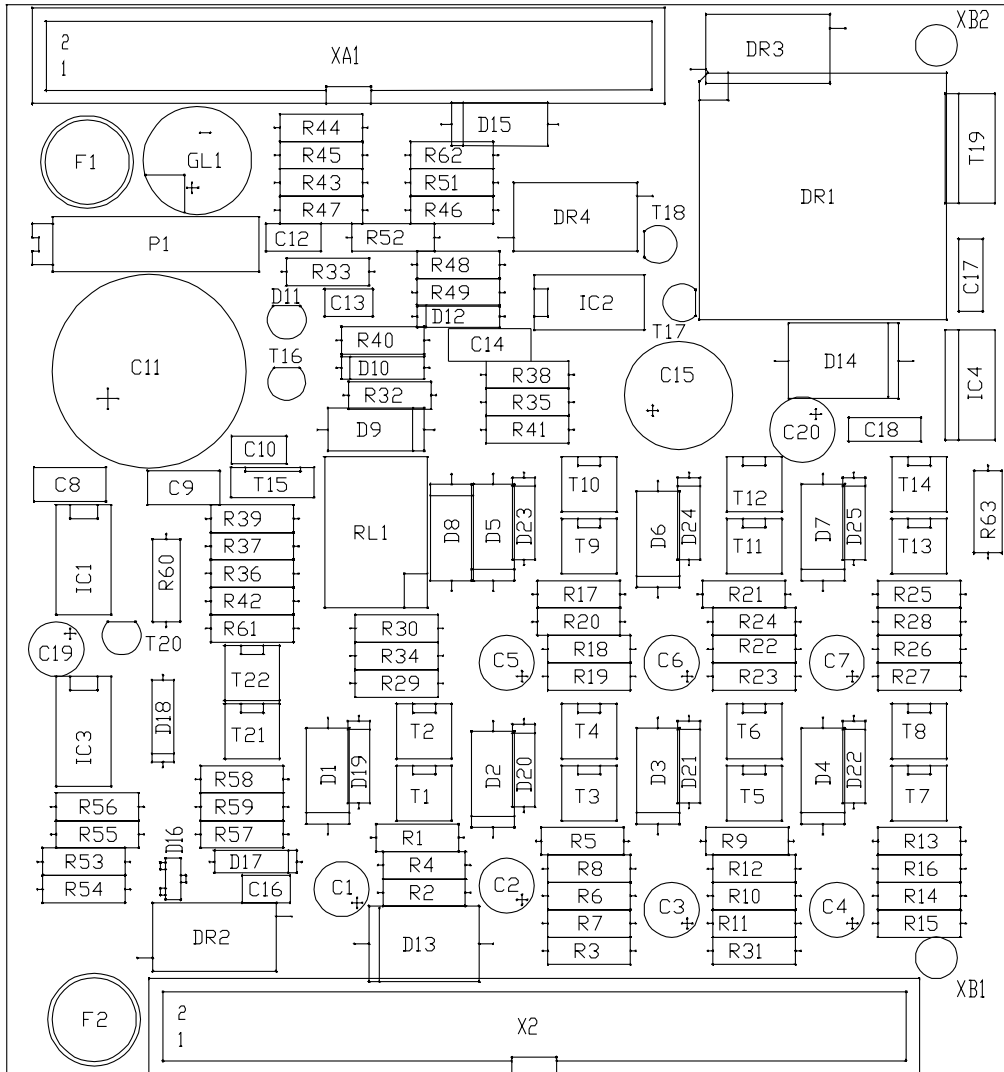 XB2
DR3
2
1
XA1
D15
R44
F1
GL1
R45
R62
T19
R43
R51
DR1
R47
R46
DR4
T18
P1
C12
R52
R33
R48
C17
D11
C13
R49
IC2
D12
T17
R40
C14
T16
D10
C11
R38
C15
D14
IC4
R32
R35
D9
R41
C20
C18
C10
C8
C9
T15
T10
T12
T14
R39
RL1
D8
D5
D23
D6
D24
D7
D25
R63
R37
T9
T11
T13
IC1
R60
R36
R42
R17
R21
R25
R61
R30
R20
R24
R28
C19
T20
R34
C5
R18
C6
R22
C7
R26
T22
R29
R19
R23
R27
D18
T21
T2
T4
T6
T8
IC3
D1
D19
D2
D20
D3
D21
D4
D22
R58
T1
T3
T5
T7
R56
R59
R55
R57
R1
R5
R9
R13
D16
R53
D17
R4
R8
R12
R16
R54
C16
C1
R2
C2
R6
R10
R14
C3
C4
R7
R11
R15
DR2
D13
R3
R31
XB1
F2
2
1
X2